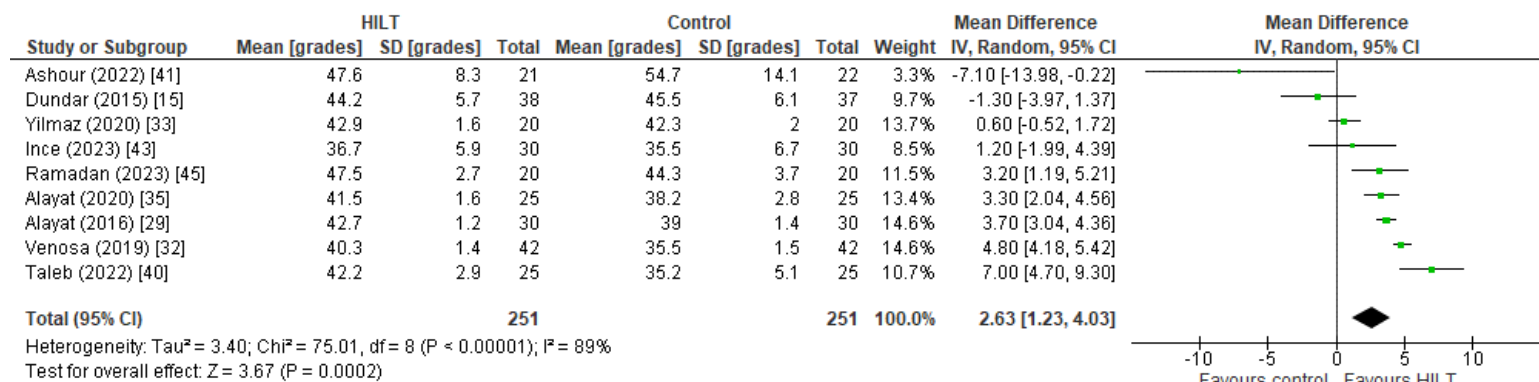 HILT Control Mean Difference Mean Difference
Study or Subgroup Mean [grades] SD [grades] Total Mean [grades] SD [grades] Total Weight IV, Random, 95% CI IV, Random, 95% CI
Ashour (2022) [41] 47.6 8.3 21 54.7 14.1 22 3.3% -7.10 [-13.98, -0.22]
Dundar (2015) [15] 44.2 5.7 38 45.5 6.1 37 9.7% -1.30 [-3.97, 1.37]
Yilmaz (2020) [33] 42.9 1.6 20 42.3 2 20 13.7% 0.60 [-0.52, 1.72]
Ince (2023) [43] 36.7 5.9 30 35.5 6.7 30 8.5% 1.20 [-1.99, 4.39]
Ramadan (2023) [45] 47.5 2.7 20 44.3 3.7 20 11.5% 3.20 [1.19, 5.21]
Alayat (2020) [35] 41.5 1.6 25 38.2 2.8 25 13.4% 3.30 [2.04, 4.56]
Alayat (2016) [29] 42.7 1.2 30 39 1.4 30 14.6% 3.70 [3.04, 4.36]
Venosa (2019) [32] 40.3 1.4 42 35.5 1.5 42 14.6% 4.80 [4.18, 5.42]
Taleb (2022) [40] 42.2 2.9 25 35.2 5.1 25 10.7% 7.00 [4.70, 9.30]
Total (95% CI) 251 251 100.0% 2.63 [1.23, 4.03]
Heterogeneity: Tau² = 3.40; Chi² = 75.01, df = 8 (P < 0.00001); I² = 89%
Test for overall effect: Z = 3.67 (P = 0.0002)
-10 -5 0 5 10
Favours control Favours HILT